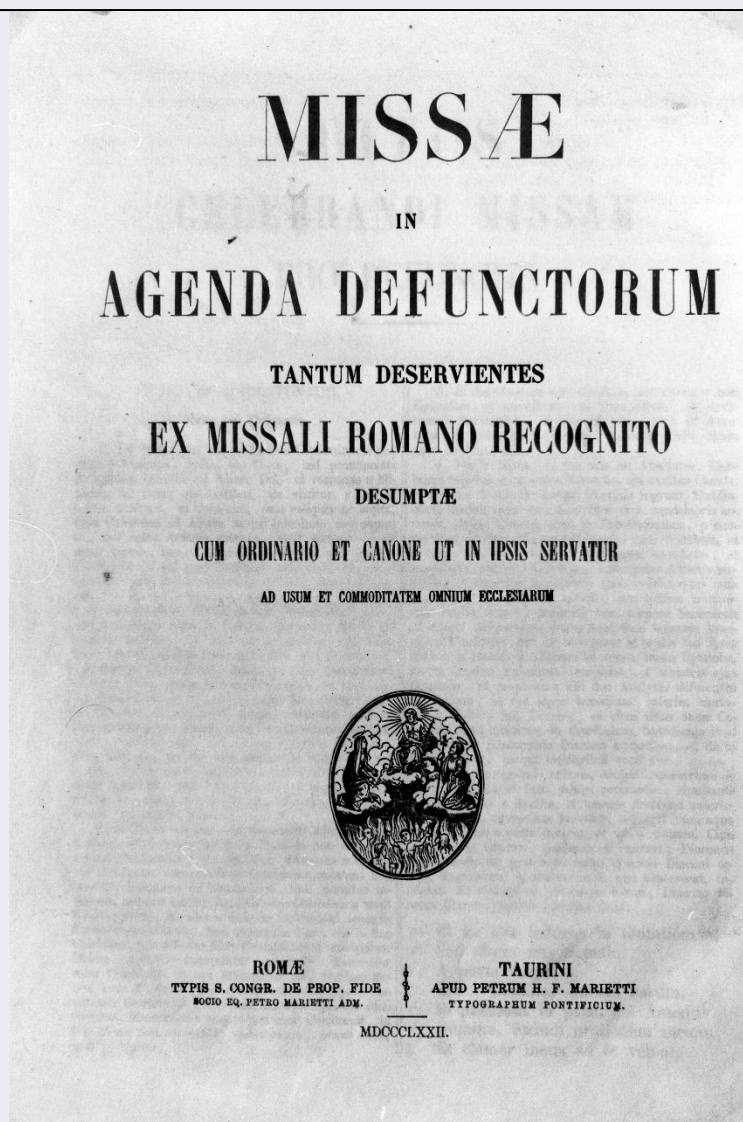 MISSÆ
IN
AGENDA DEFUNCTORUM
TANTUM DESERVIENTES
EX MISSALI ROMANO RECOGNITO
DESUMPTÆ
CUM ORDINARIO ET CANONE UT IN IPSIS SERVATUR
AD USUM ET COMMODITATEM OMNIUM ECCLESIARUM
ROMÆ
TYPIS S. CONGR. DE PROP. FIDE
SOCIO EQ. PETRO MARIETTI ADM.
TAURINI
APUD PETRUM H. F. MARIETTI
TYPOGRAPHUM PONTIFICIUM.
MDCCCLXXII.